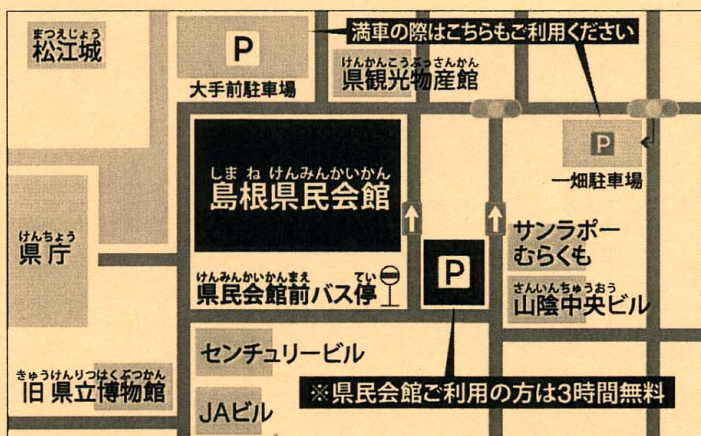 まつえじょう
松江城
P
大手前駐車場
満車の際はこちらもご利用ください
けんかんこうぶっさんかん
県観光物産館
P
一畑駐車場
しまねけんみんかいかん
島根県民会館
けんちょう
県庁
サンラポー
むらくも
P
けんみんかいかんまえ てい
県民会館前バス停
さんいんちゅうおう
山陰中央ビル
センチュリービル
きゅうけんりつはくぶつかん
旧県立博物館
※県民会館ご利用の方は3時間無料
JAビル